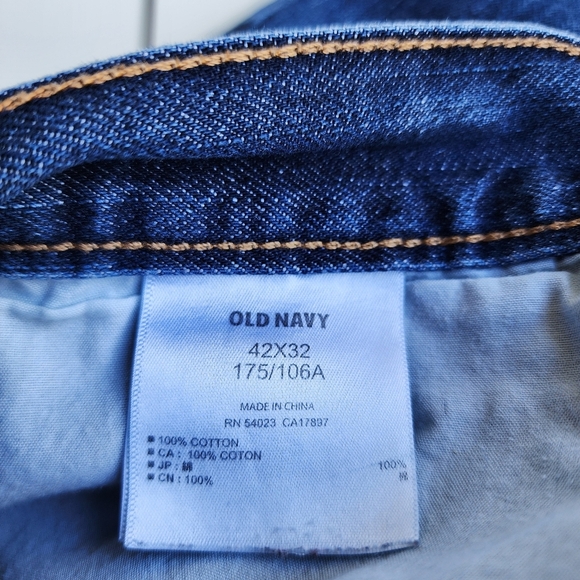 OLD NAVY
42X32
175/106A
MADE IN CHINA
RN 54023 CA17897
■ 100% COTTON
■ CA : 100% COTON
■ JP : 綿 100%
■ CN : 100% 棉